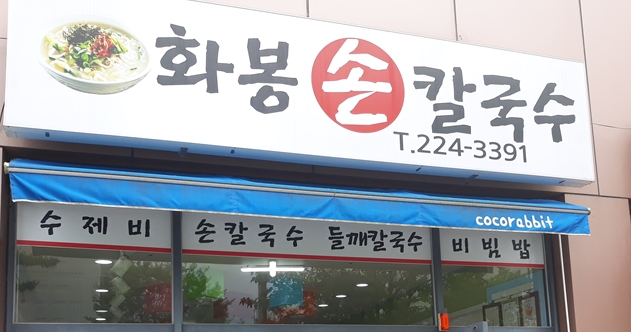 화봉 손 칼국수
T.224-3391
cocorabbit
수제비 손칼국수 들깨칼국수 비빔밥